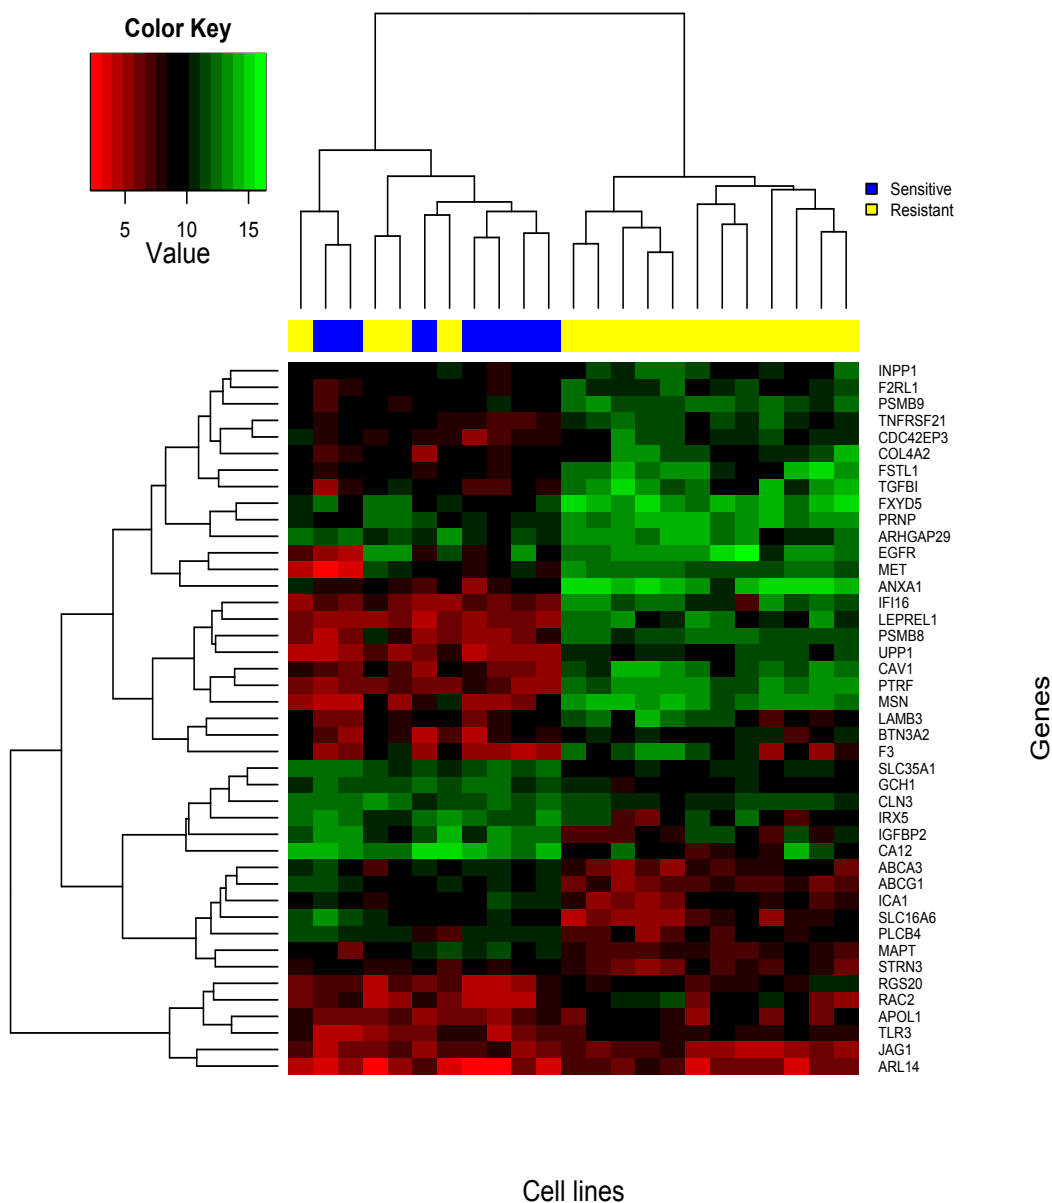 Color Key
5 10 15
Value
Sensitive
Resistant
INPP1
F2RL1
PSMB9
TNFRSF21
CDC42EP3
COL4A2
FSTL1
TGFBI
FXYD5
PRNP
ARHGAP29
EGFR
MET
ANXA1
IFI16
LEPREL1
PSMB8
UPP1
CAV1
PTRF
MSN
LAMB3
BTN3A2
F3
SLC35A1
GCH1
CLN3
IRX5
IGFBP2
CA12
ABCA3
ABCG1
ICA1
SLC16A6
PLCB4
MAPT
STRN3
RGS20
RAC2
APOL1
TLR3
JAG1
ARL14
Genes
Cell lines